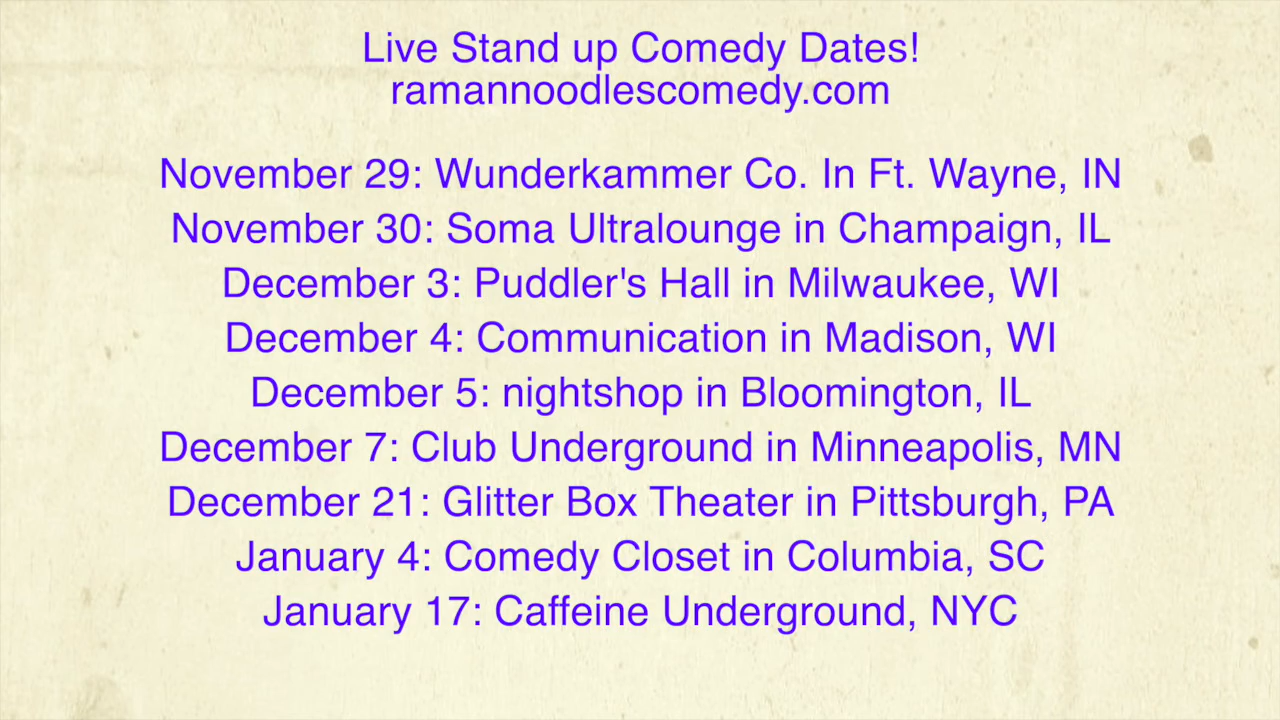 Live Stand up Comedy Dates!
ramannoodlescomedy.com
November 29: Wunderkammer Co. In Ft. Wayne, IN
November 30: Soma Ultralounge in Champaign, IL
December 3: Puddler's Hall in Milwaukee, WI
December 4: Communication in Madison, WI
December 5: nightshop in Bloomington, IL
December 7: Club Underground in Minneapolis, MN
December 21: Glitter Box Theater in Pittsburgh, PA
January 4: Comedy Closet in Columbia, SC
January 17: Caffeine Underground, NYC